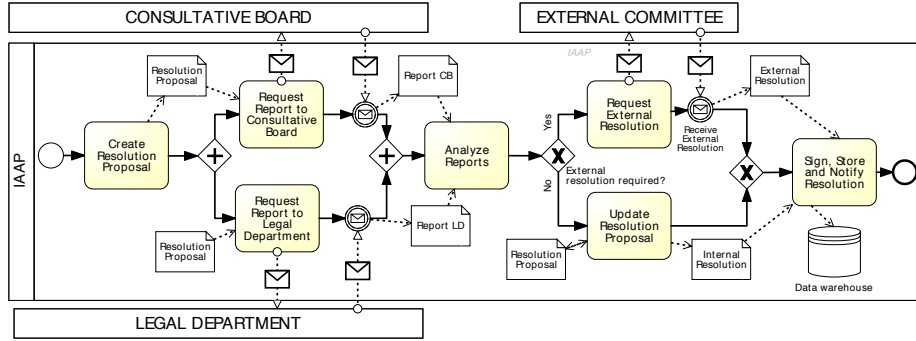 CONSULTATIVE BOARD
EXTERNAL COMMITTEE
IAAP
IAAP
Resolution
Proposal
Request
Report to
Consultative
Board
Report CB
Request
External
Resolution
External
Resolution
Create
Resolution
Proposal
Analyze
Reports
Yes
No
External
resolution required?
Receive
External
Resolution
Sign, Store
and Notify
Resolution
Request
Report to
Legal
Department
Resolution
Proposal
Report LD
Update
Resolution
Proposal
Resolution
Proposal
Internal
Resolution
Data warehouse
LEGAL DEPARTMENT